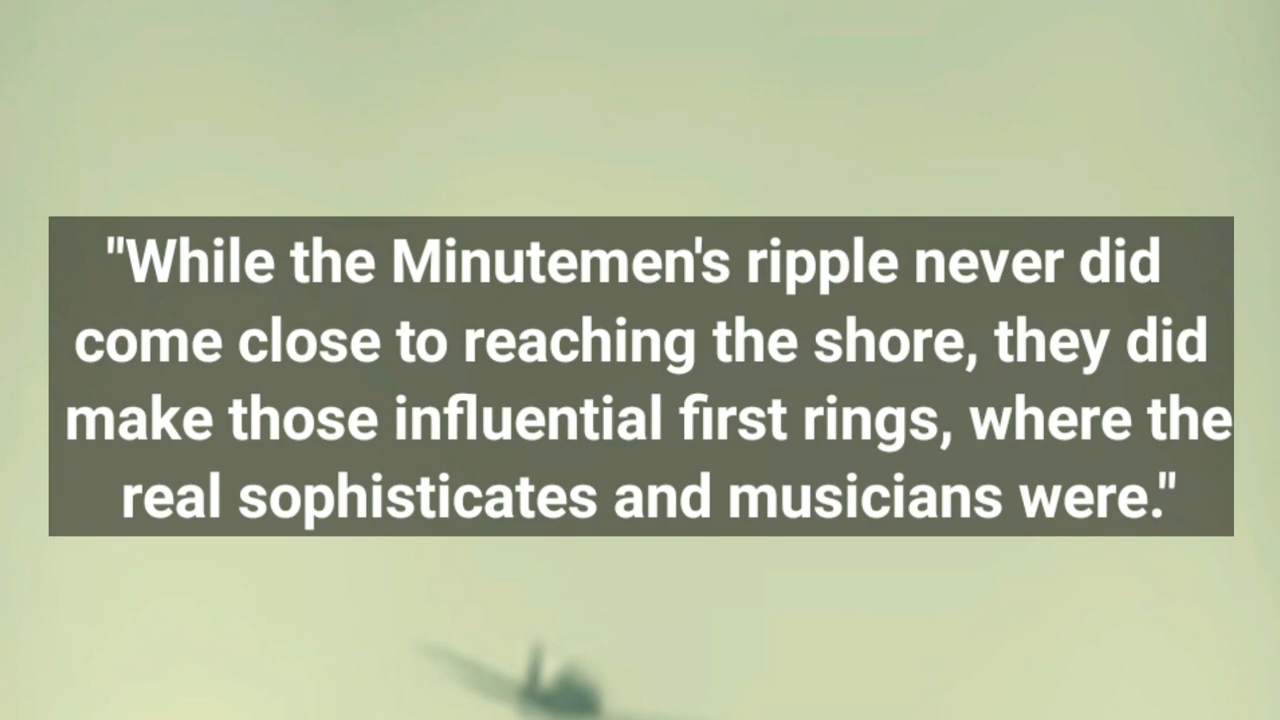 "While the Minutemen's ripple never did
come close to reaching the shore, they did
make those influential first rings, where the
real sophisticates and musicians were."